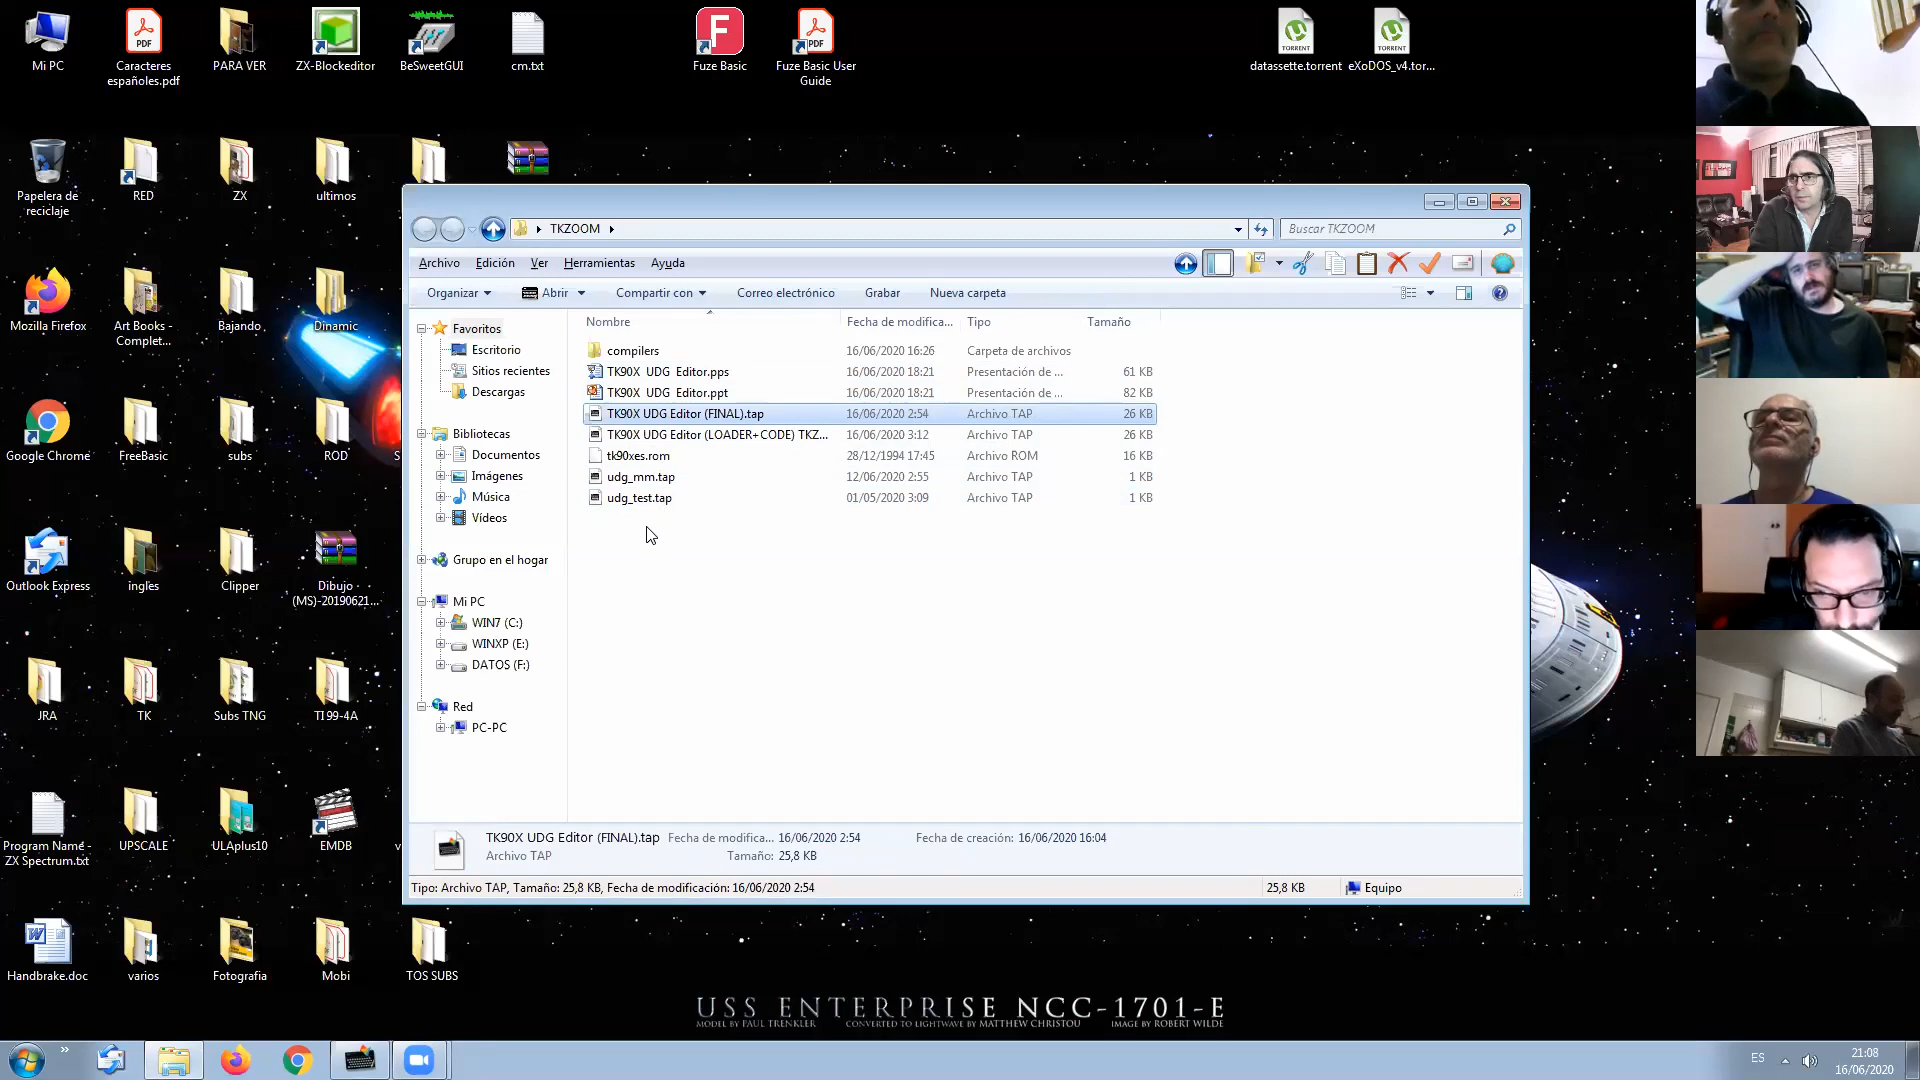 Mi PC
Caracteres
españoles.pdf
PARA VER
ZX-Blockeditor
BeSweetGUI
cm.txt
Fuze Basic
Fuze Basic User
Guide
datassette.torrent
eXoDOS_v4.tor...
Papelera de
reciclaje
RED
ZX
ultimos
Mozilla Firefox
Art Books -
Complet...
Bajando
Dinamic
Google Chrome
FreeBasic
subs
ROD
Outlook Express
ingles
Clipper
Dibujo
(MS)-20190621...
JRA
TK
Subs TNG
TI99-4A
Program Name -
ZX Spectrum.txt
UPSCALE
ULAplus10
EMDB
Handbrake.doc
varios
Fotografia
Mobi
TOS SUBS
TKZOOM
Buscar TKZOOM
Archivo Edición Ver Herramientas Ayuda
Organizar Abrir Compartir con Correo electrónico Grabar Nueva carpeta
Favoritos
Escritorio
Sitios recientes
Descargas
Bibliotecas
Documentos
Imágenes
Música
Vídeos
Grupo en el hogar
Mi PC
WIN7 (C:)
WINXP (E:)
DATOS (F:)
Red
PC-PC
Nombre Fecha de modifica... Tipo Tamaño
compilers 16/06/2020 16:26 Carpeta de archivos
TK90X UDG Editor.pps 16/06/2020 18:21 Presentación de ... 61 KB
TK90X UDG Editor.ppt 16/06/2020 18:21 Presentación de ... 82 KB
TK90X UDG Editor (FINAL).tap 16/06/2020 2:54 Archivo TAP 26 KB
TK90X UDG Editor (LOADER+CODE) TKZ... 16/06/2020 3:12 Archivo TAP 26 KB
tk90xes.rom 28/12/1994 17:45 Archivo ROM 16 KB
udg_mm.tap 12/06/2020 2:55 Archivo TAP 1 KB
udg_test.tap 01/05/2020 3:09 Archivo TAP 1 KB
TK90X UDG Editor (FINAL).tap Fecha de modifica... 16/06/2020 2:54 Fecha de creación: 16/06/2020 16:04
Archivo TAP Tamaño: 25,8 KB
Tipo: Archivo TAP, Tamaño: 25,8 KB, Fecha de modificación: 16/06/2020 2:54 25,8 KB Equipo
USS ENTERPRISE NCC-1701-E
MODEL BY PAUL TRENKLER CONVERTED TO LIGHTWAVE BY MATTHEW CHRISTOU IMAGE BY ROBERT WILDE
ES
21:08
16/06/2020